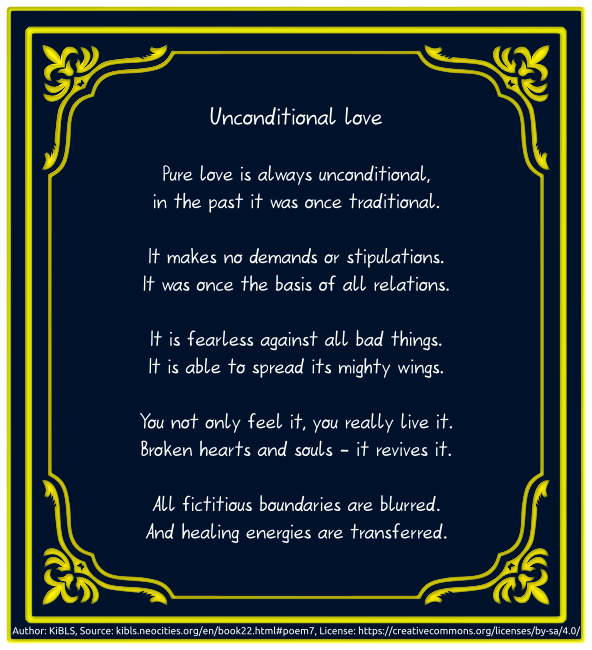 Unconditional love
Pure love is always unconditional,
in the past it was once traditional.
It makes no demands or stipulations.
It was once the basis of all relations.
It is fearless against all bad things.
It is able to spread its mighty wings.
You not only feel it, you really live it.
Broken hearts and souls – it revives it.
All fictitious boundaries are blurred.
And healing energies are transferred.
Author: KiBLS, Source: kibls.neocities.org/en/book22.html#poem7, License: https://creativecommons.org/licenses/by-sa/4.0/